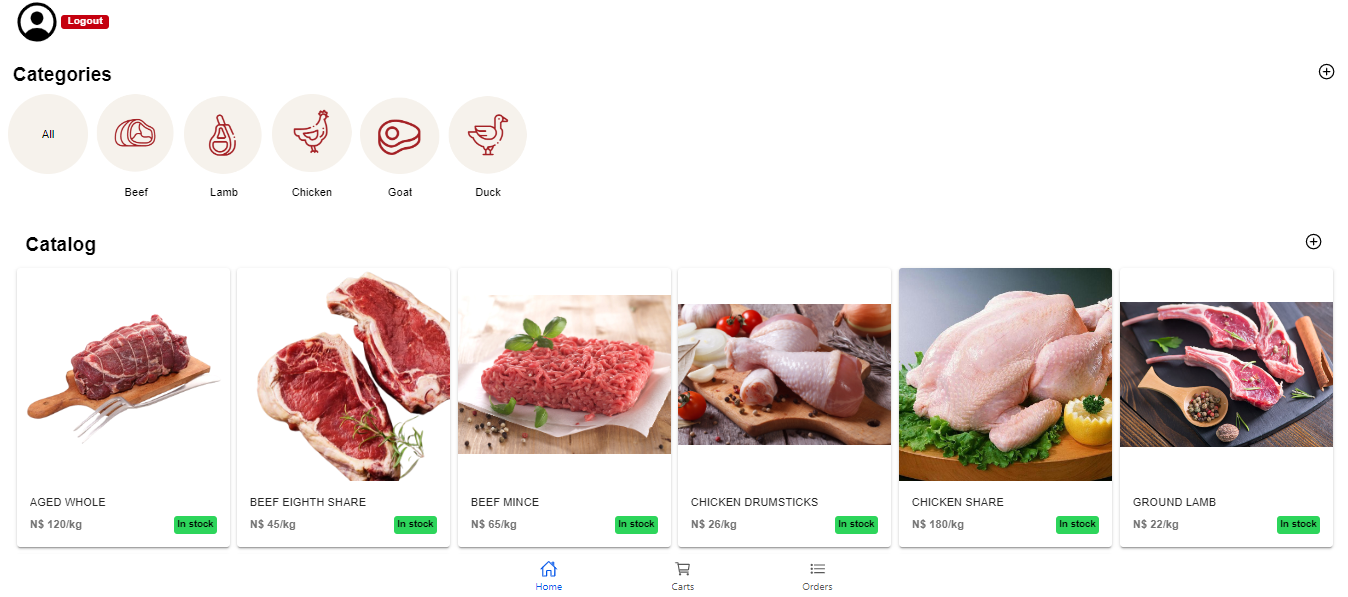 Logout
Categories
All
Beef
Lamb
Chicken
Goat
Duck
Catalog
AGED WHOLE
N$ 120/kg
In stock
BEEF EIGHTH SHARE
N$ 45/kg
In stock
BEEF MINCE
N$ 65/kg
In stock
CHICKEN DRUMSTICKS
N$ 26/kg
In stock
CHICKEN SHARE
N$ 180/kg
In stock
GROUND LAMB
N$ 22/kg
In stock
Home
Carts
Orders